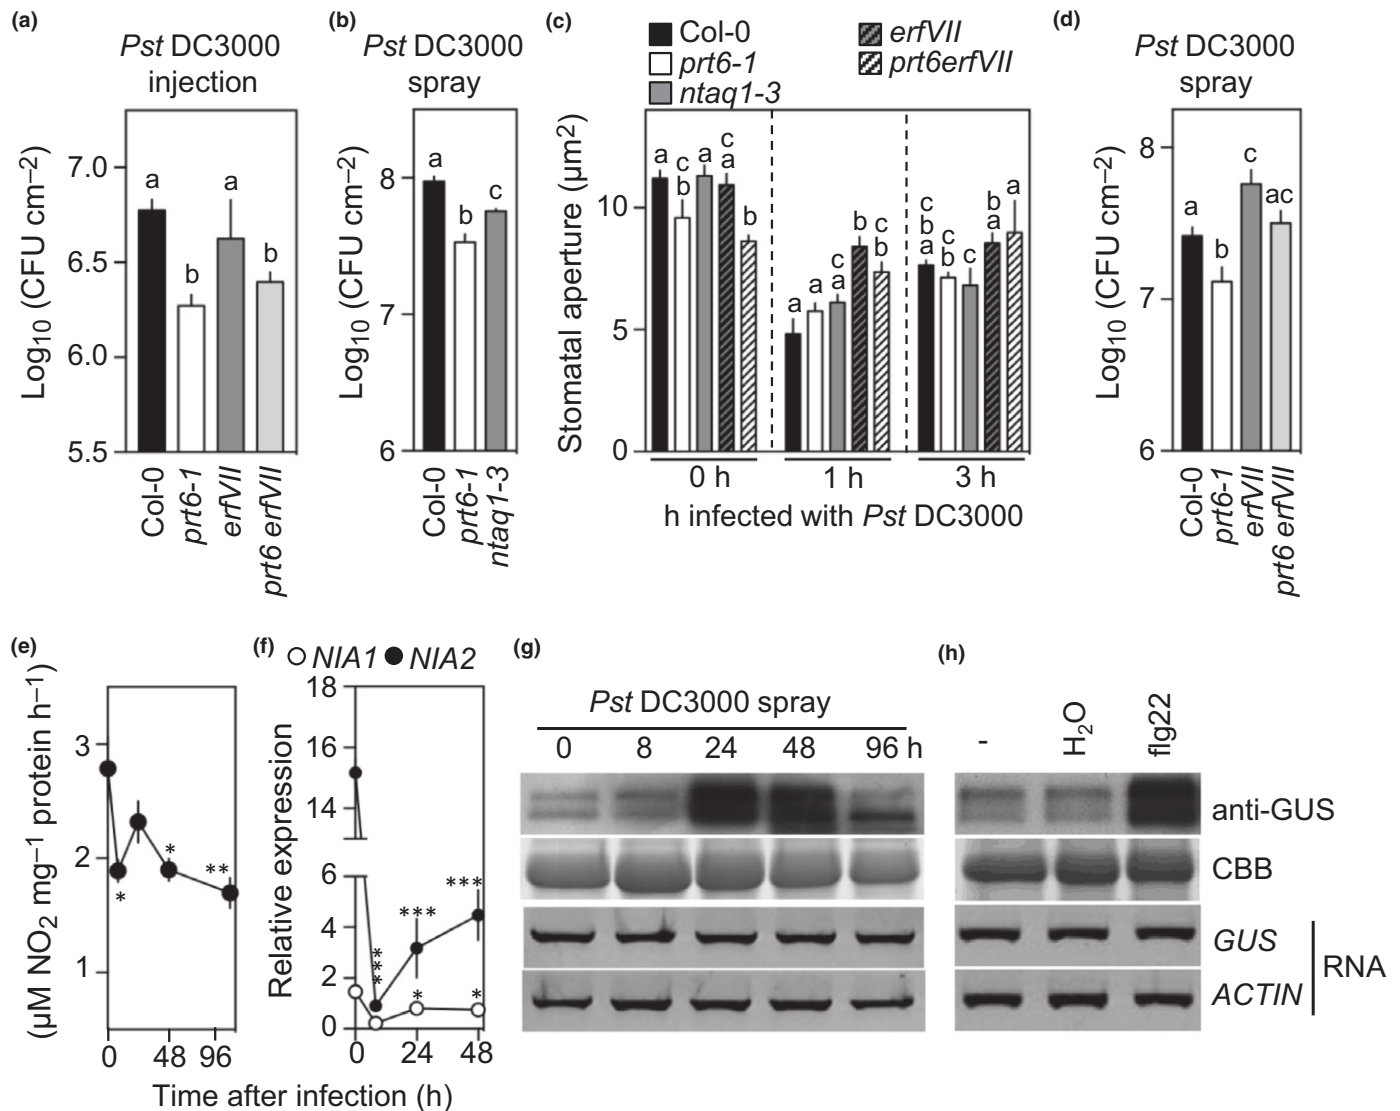 (a)
Pst DC3000
injection
Log10 (CFU cm−2)
7.0
6.5
6.0
5.5
a
b
a
b
Col-0
prt6-1
erfVII
prt6 erfVII
(b)
Pst DC3000
spray
Log10 (CFU cm−2)
8
7
6
a
b
c
Col-0
prt6-1
ntaq1-3
(c)
Col-0
prt6-1
ntaq1-3
erfVII
prt6erfVII
Stomatal aperture (µm2)
10
5
0
a
c
b
a
c
a
b
a
a
c
a
b
c
b
c
b
a
c
b
c
b
a
a
0 h
1 h
3 h
h infected with Pst DC3000
(d)
Pst DC3000
spray
Log10 (CFU cm−2)
8
7
6
a
b
c
ac
Col-0
prt6-1
erfVII
prt6 erfVII
(e)
(µM NO2 mg−1 protein h−1)
3
2
1
*
*
**
0 48 96
(f)
NIA1 NIA2
Relative expression
18
16
14
6
4
2
0
***
***
***
*
*
0 24 48
Time after infection (h)
(g)
Pst DC3000 spray
0 8 24 48 96 h
(h)
-
H2O
flg22
anti-GUS
CBB
GUS
ACTIN
RNA